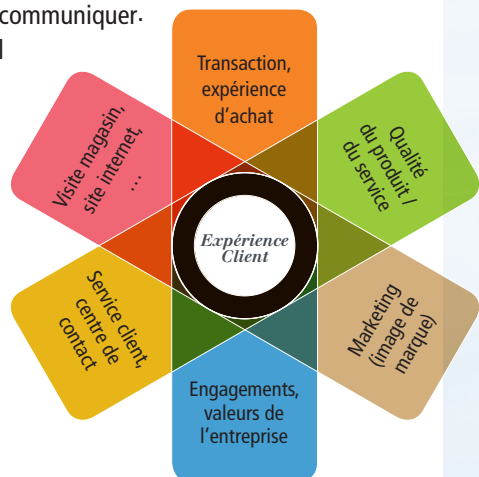 communiquer.
Transaction,
expérience
d’achat
Qualité
du produit /
du service
Marketing
(image de
marque)
Engagements,
valeurs de
l’entreprise
Service client,
centre de
contact
Visite magasin,
site internet,
…
Expérience
Client